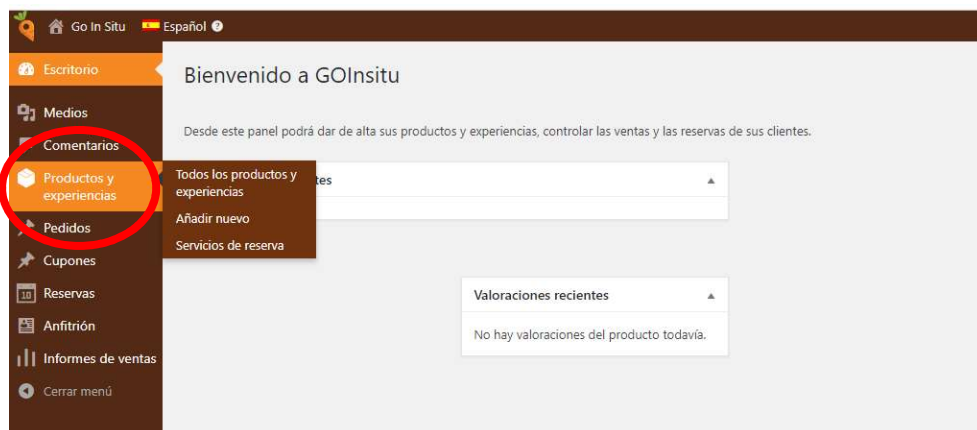 Go In Situ Español
Escritorio
Bienvenido a GOInsitu
Medios
Desde este panel podrá dar de alta sus productos y experiencias, controlar las ventas y las reservas de sus clientes.
Comentarios
Productos y
experiencias
Todos los productos y
experiencias
Añadir nuevo
Servicios de reserva
tes
Pedidos
Cupones
10
Reservas
Anfitrión
Informes de ventas
Cerrar menú
Valoraciones recientes
No hay valoraciones del producto todavía.